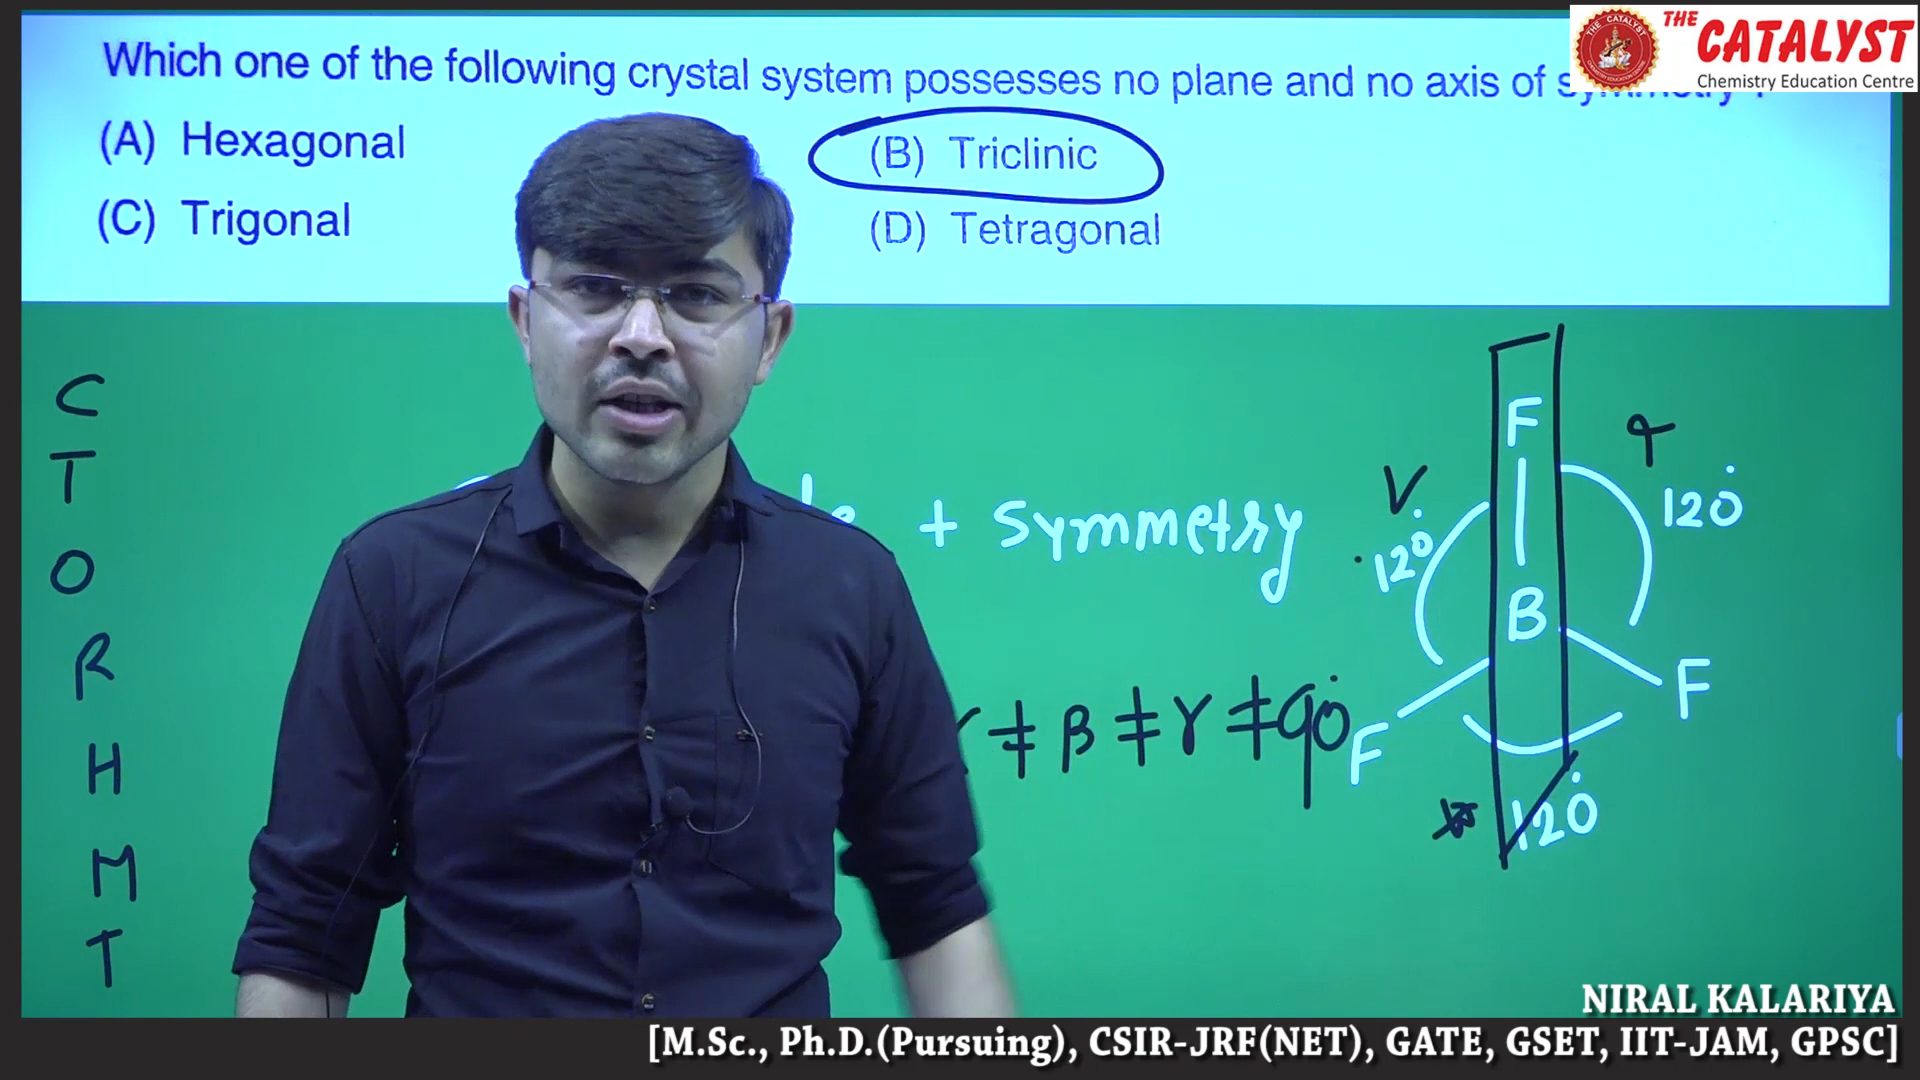 THE
CATALYST
Chemistry Education Centre
Which one of the following crystal system possesses no plane and no axis of
(A) Hexagonal
(B) Triclinic
(C) Trigonal
(D) Tetragonal
C
T
O
R
H
M
T
+ Symmetry
≠ β ≠ γ ≠ 90°
F
B
F
F
120°
120°
120°
NIRAL KALARIYA
[M.Sc., Ph.D.(Pursuing), CSIR-JRF(NET), GATE, GSET, IIT-JAM, GPSC]